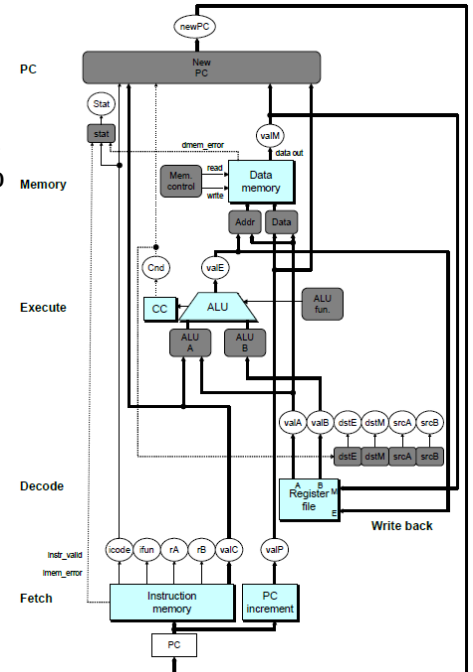 newPC
PC
New
PC
Stat
stat
valM
data out
dmem_error
Memory
Mem.
control
read
write
Data
memory
Addr
Data
Cnd
valE
Execute
CC
ALU
ALU
fun.
ALU
A
ALU
B
valA
valB
dstE
dstM
srcA
srcB
dstE
dstM
srcA
srcB
Decode
A
B
Register
file
M
E
Write back
instr_valid
imem_error
icode
ifun
rA
rB
valC
valP
Fetch
Instruction
memory
PC
increment
PC